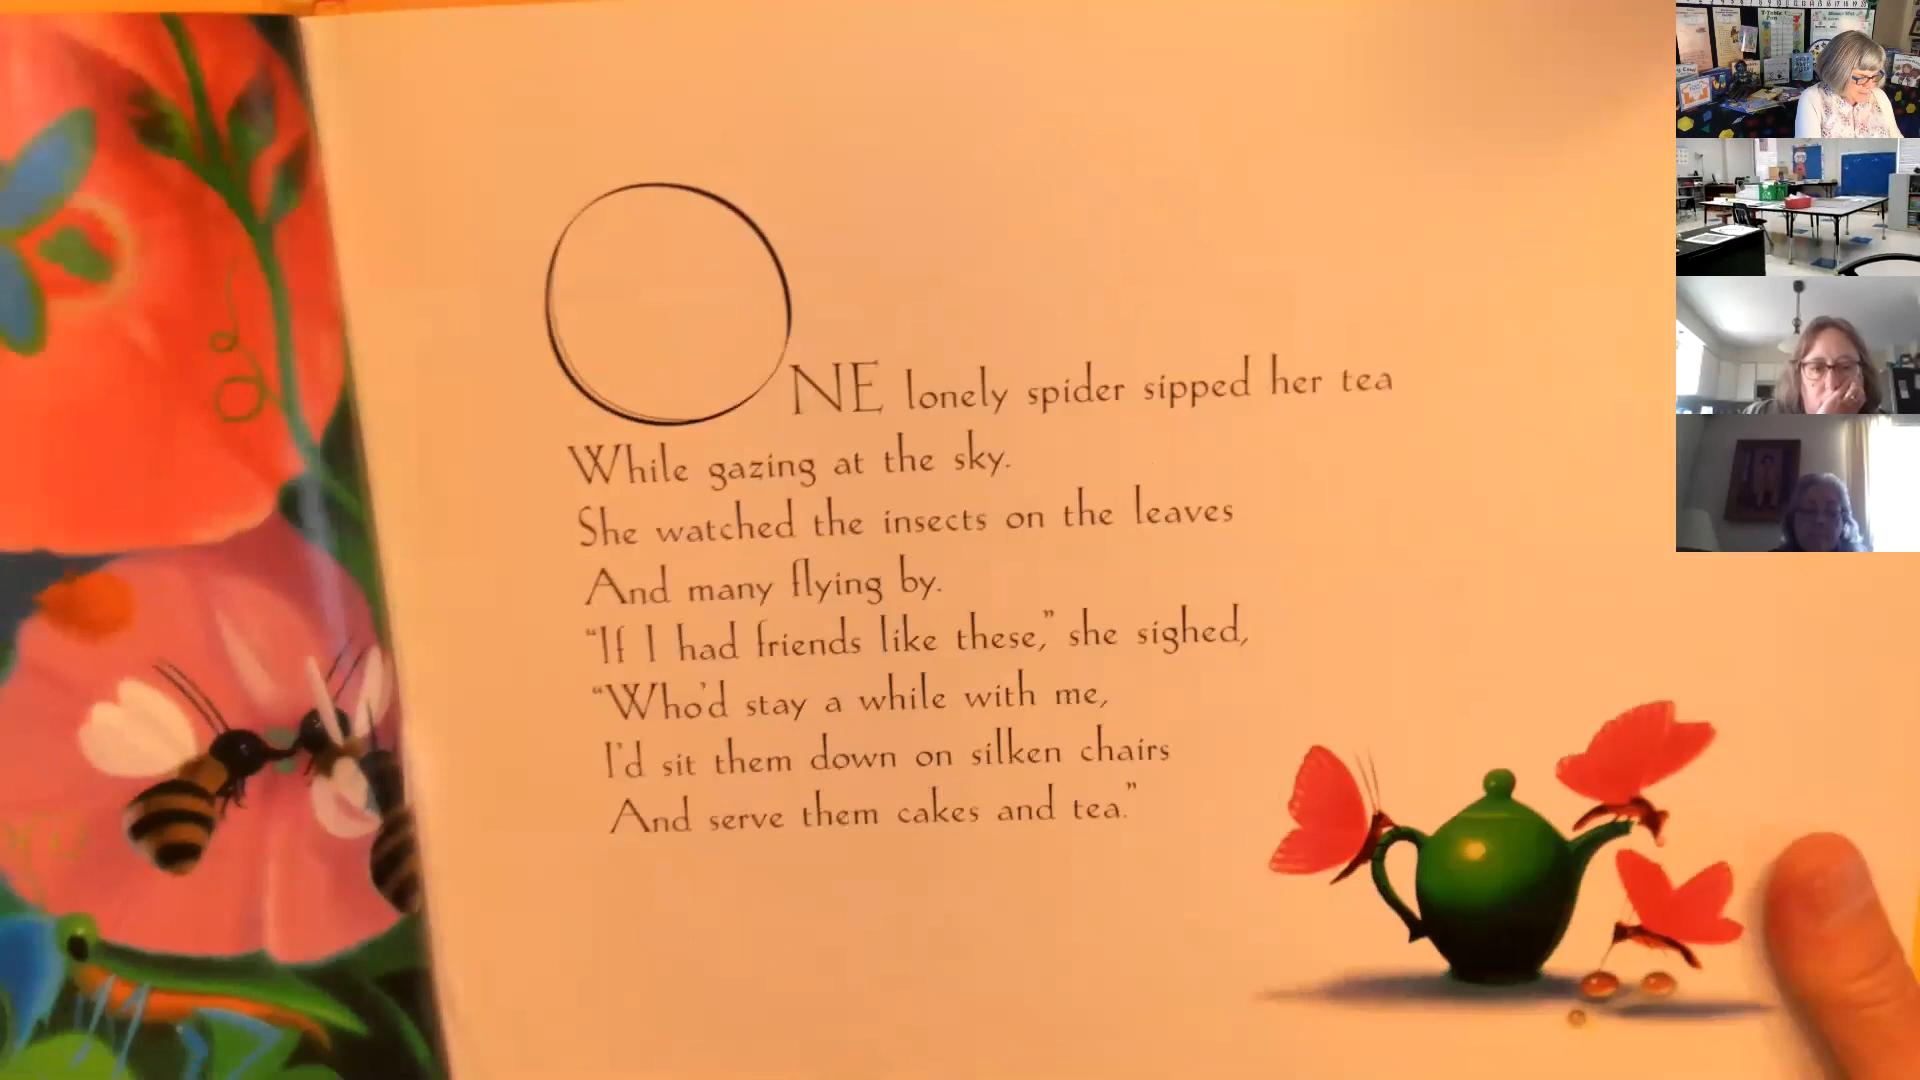 ONE lonely spider sipped her tea
While gazing at the sky.
She watched the insects on the leaves
And many flying by.
“If I had friends like these,” she sighed,
“Who’d stay a while with me,
I’d sit them down on silken chairs
And serve them cakes and tea.”